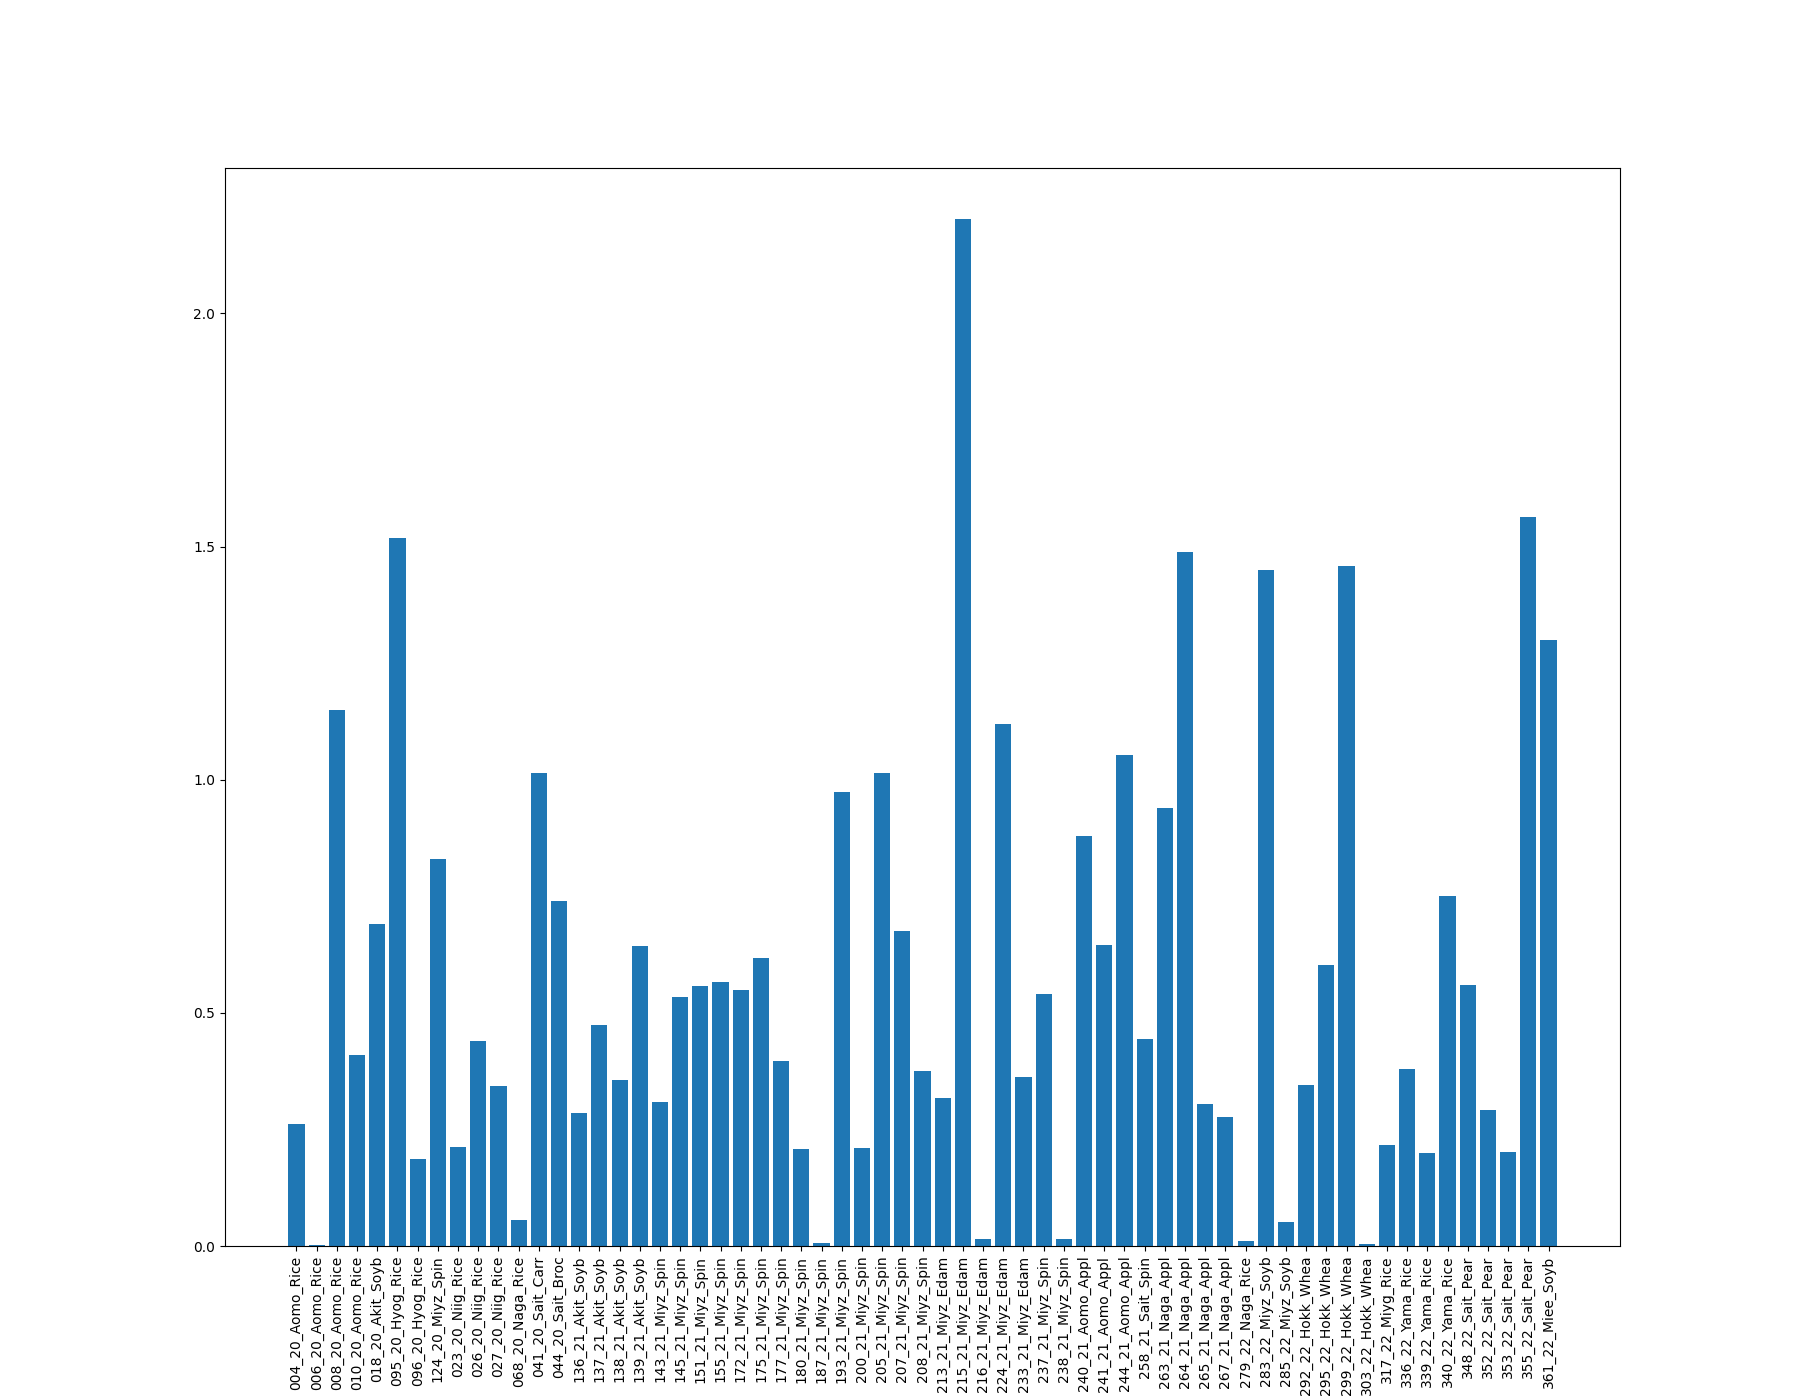 2.0
1.5
1.0
0.5
0.0
004_20_Aomo_Rice
006_20_Aomo_Rice
008_20_Aomo_Rice
010_20_Aomo_Rice
018_20_Akit_Soyb
095_20_Hyog_Rice
096_20_Hyog_Rice
124_20_Miyz_Spin
023_20_Niig_Rice
026_20_Niig_Rice
027_20_Niig_Rice
068_20_Naga_Rice
041_20_Sait_Carr
044_20_Sait_Broc
136_21_Akit_Soyb
137_21_Akit_Soyb
138_21_Akit_Soyb
139_21_Akit_Soyb
143_21_Miyz_Spin
145_21_Miyz_Spin
151_21_Miyz_Spin
155_21_Miyz_Spin
172_21_Miyz_Spin
175_21_Miyz_Spin
177_21_Miyz_Spin
180_21_Miyz_Spin
187_21_Miyz_Spin
193_21_Miyz_Spin
200_21_Miyz_Spin
205_21_Miyz_Spin
207_21_Miyz_Spin
208_21_Miyz_Spin
213_21_Miyz_Edam
215_21_Miyz_Edam
216_21_Miyz_Edam
224_21_Miyz_Edam
233_21_Miyz_Edam
237_21_Miyz_Spin
238_21_Miyz_Spin
240_21_Aomo_Appl
241_21_Aomo_Appl
244_21_Aomo_Appl
258_21_Sait_Spin
263_21_Naga_Appl
264_21_Naga_Appl
265_21_Naga_Appl
267_21_Naga_Appl
279_22_Naga_Rice
283_22_Miyz_Soyb
285_22_Miyz_Soyb
292_22_Hokk_Whea
295_22_Hokk_Whea
299_22_Hokk_Whea
303_22_Hokk_Whea
317_22_Miyg_Rice
336_22_Yama_Rice
339_22_Yama_Rice
340_22_Yama_Rice
348_22_Sait_Pear
352_22_Sait_Pear
353_22_Sait_Pear
355_22_Sait_Pear
361_22_Miee_Soyb